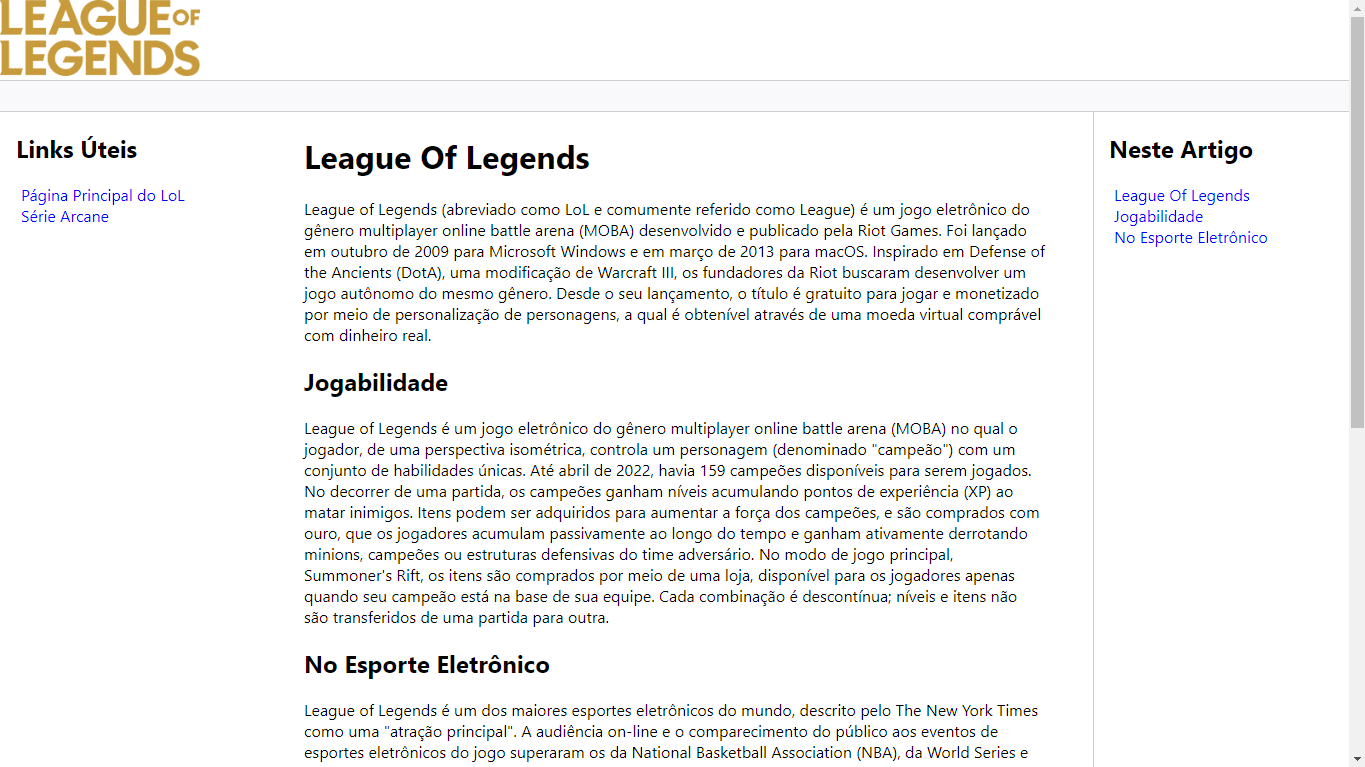 LEAGUE OF
LEGENDS
Links Úteis
Página Principal do LoL
Série Arcane
League Of Legends
League of Legends (abreviado como LoL e comumente referido como League) é um jogo eletrônico do
gênero multiplayer online battle arena (MOBA) desenvolvido e publicado pela Riot Games. Foi lançado
em outubro de 2009 para Microsoft Windows e em março de 2013 para macOS. Inspirado em Defense of
the Ancients (DotA), uma modificação de Warcraft III, os fundadores da Riot buscaram desenvolver um
jogo autônomo do mesmo gênero. Desde o seu lançamento, o título é gratuito para jogar e monetizado
por meio de personalização de personagens, a qual é obtenível através de uma moeda virtual comprável
com dinheiro real.
Jogabilidade
League of Legends é um jogo eletrônico do gênero multiplayer online battle arena (MOBA) no qual o
jogador, de uma perspectiva isométrica, controla um personagem (denominado "campeão") com um
conjunto de habilidades únicas. Até abril de 2022, havia 159 campeões disponíveis para serem jogados.
No decorrer de uma partida, os campeões ganham níveis acumulando pontos de experiência (XP) ao
matar inimigos. Itens podem ser adquiridos para aumentar a força dos campeões, e são comprados com
ouro, que os jogadores acumulam passivamente ao longo do tempo e ganham ativamente derrotando
minions, campeões ou estruturas defensivas do time adversário. No modo de jogo principal,
Summoner's Rift, os itens são comprados por meio de uma loja, disponível para os jogadores apenas
quando seu campeão está na base de sua equipe. Cada combinação é descontínua; níveis e itens não
são transferidos de uma partida para outra.
No Esporte Eletrônico
League of Legends é um dos maiores esportes eletrônicos do mundo, descrito pelo The New York Times
como uma "atração principal". A audiência on-line e o comparecimento do público aos eventos de
esportes eletrônicos do jogo superaram os da National Basketball Association (NBA), da World Series e
Neste Artigo
League Of Legends
Jogabilidade
No Esporte Eletrônico